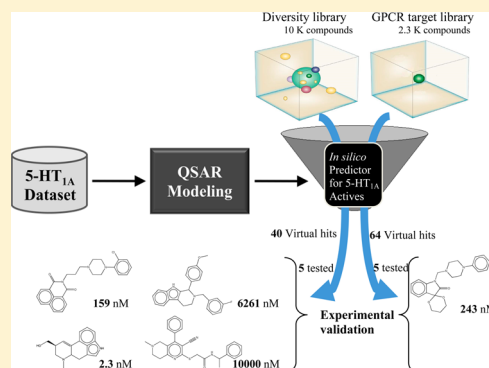 Diversity library
10 K compounds
GPCR target library
2.3 K compounds
5-HT1A
Dataset
QSAR
Modeling
In silico
Predictor
for 5-HT1A
Actives
40 Virtual hits
64 Virtual hits
5 tested
5 tested
159 nM
6261 nM
243 nM
Experimental
validation
HO
2.3 nM
10000 nM